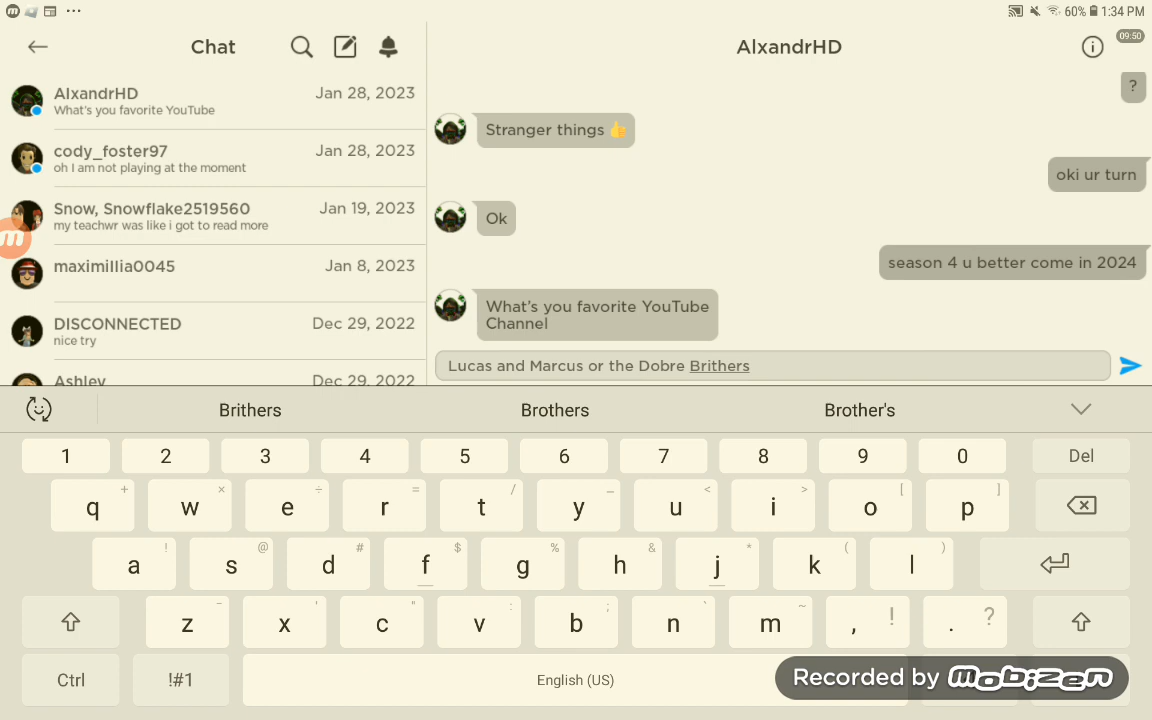 60% 1:34 PM
Chat
AlxandrHD
09:50
AlxandrHD Jan 28, 2023
What's you favorite YouTube
cody_foster97 Jan 28, 2023
oh I am not playing at the moment
Snow, Snowflake2519560 Jan 19, 2023
my teachwr was like i got to read more
maximillia0045 Jan 8, 2023
DISCONNECTED Dec 29, 2022
nice try
Ashley Dec 29, 2022
?
Stranger things 👍
oki ur turn
Ok
season 4 u better come in 2024
What's you favorite YouTube
Channel
Lucas and Marcus or the Dobre Brithers
Brithers Brothers Brother's
1 2 3 4 5 6 7 8 9 0 Del
q + w × e ÷ r = t / y _ u < i > o [ p ]
a ! s @ d # f $ g % h & j * k ( l )
z - x ' c " v : b ; n ` m ~ , ! . ?
Ctrl !#1 English (US)
Recorded by mobizen